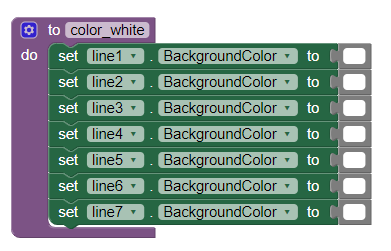 to color_white
do set line1 . BackgroundColor to
set line2 . BackgroundColor to
set line3 . BackgroundColor to
set line4 . BackgroundColor to
set line5 . BackgroundColor to
set line6 . BackgroundColor to
set line7 . BackgroundColor to